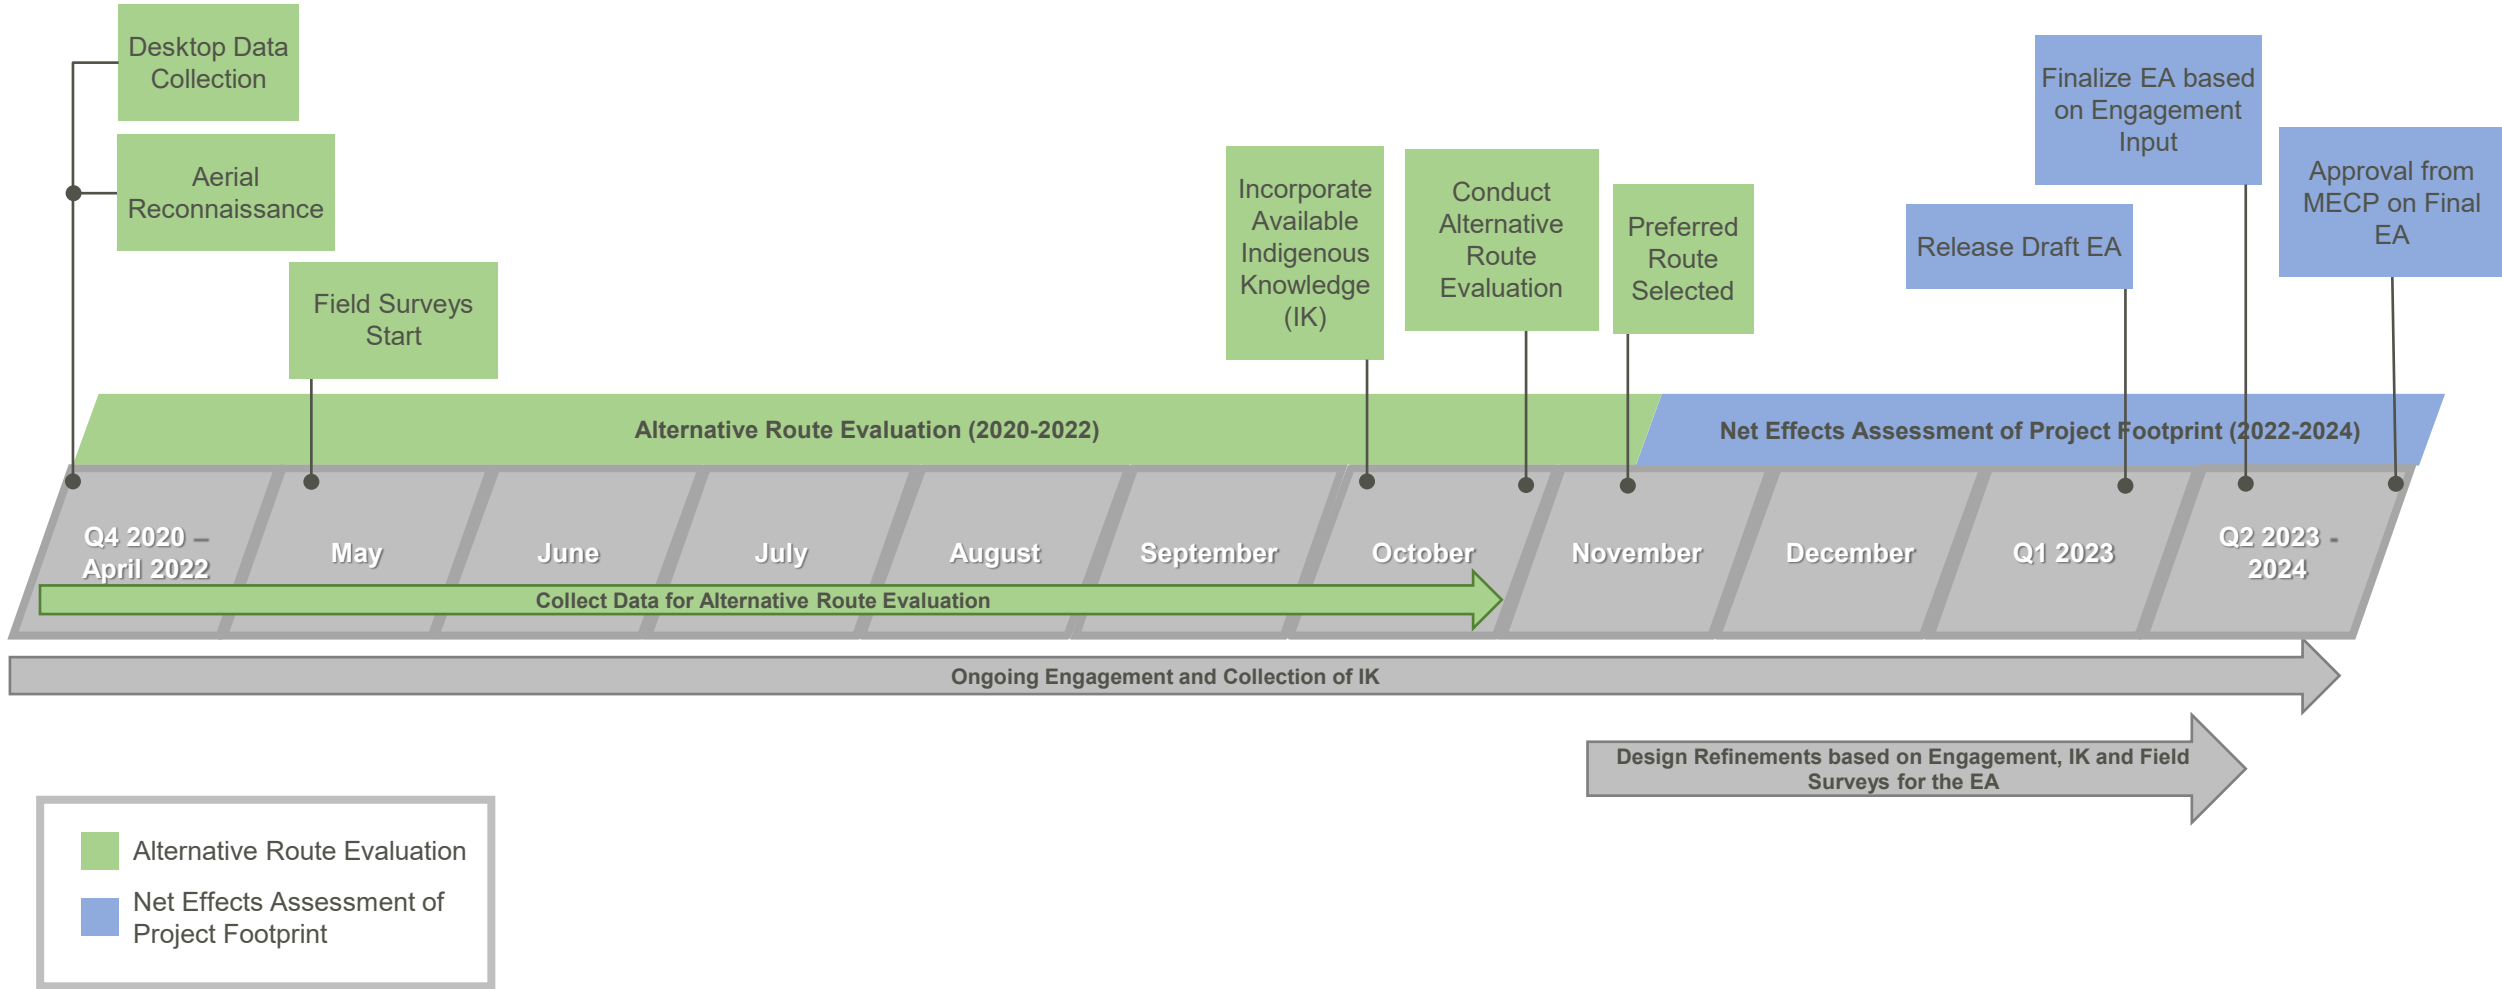 Desktop Data
Collection
Aerial
Reconnaissance
Field Surveys
Start
Incorporate
Available
Indigenous
Knowledge
(IK)
Conduct
Alternative
Route
Evaluation
Preferred
Route
Selected
Release Draft EA
Finalize EA based
on Engagement
Input
Approval from
MECP on Final
EA
Alternative Route Evaluation (2020-2022)
Net Effects Assessment of Project Footprint (2022-2024)
Q4 2020 –
April 2022
May
June
July
August
September
October
November
December
Q1 2023
Q2 2023 -
2024
Collect Data for Alternative Route Evaluation
Ongoing Engagement and Collection of IK
Design Refinements based on Engagement, IK and Field
Surveys for the EA
Alternative Route Evaluation
Net Effects Assessment of
Project Footprint